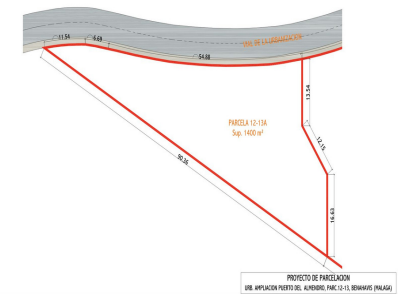 11.54
6.69
54.88
13.54
PARCELA 12-13A
Sup. 1400 m²
12.15
90.36
16.63
PROYECTO DE PARCELACION
URB. AMPLIACION PUERTO DEL ALMENDRO, PARC.12-13, BENAHAVIS (MALAGA)